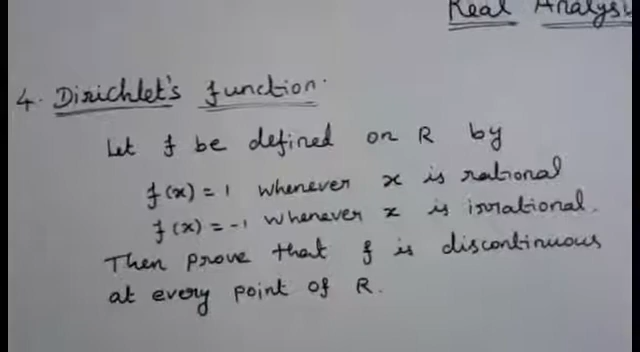 Real Analysis
4. Dirichlet's function.
Let f be defined on R by
f(x) = 1 whenever x is rational
f(x) = -1 whenever x is irrational.
Then prove that f is discontinuous
at every point of R.